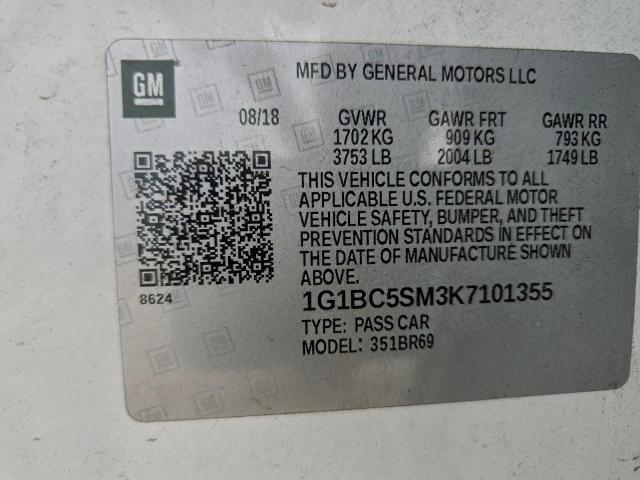 GM
MFD BY GENERAL MOTORS LLC
08/18 GVWR GAWR FRT GAWR RR
1702 KG 909 KG 793 KG
3753 LB 2004 LB 1749 LB
THIS VEHICLE CONFORMS TO ALL
APPLICABLE U.S. FEDERAL MOTOR
VEHICLE SAFETY, BUMPER, AND THEFT
PREVENTION STANDARDS IN EFFECT ON
THE DATE OF MANUFACTURE SHOWN
ABOVE.
8624
1G1BC5SM3K7101355
TYPE: PASS CAR
MODEL: 351BR69